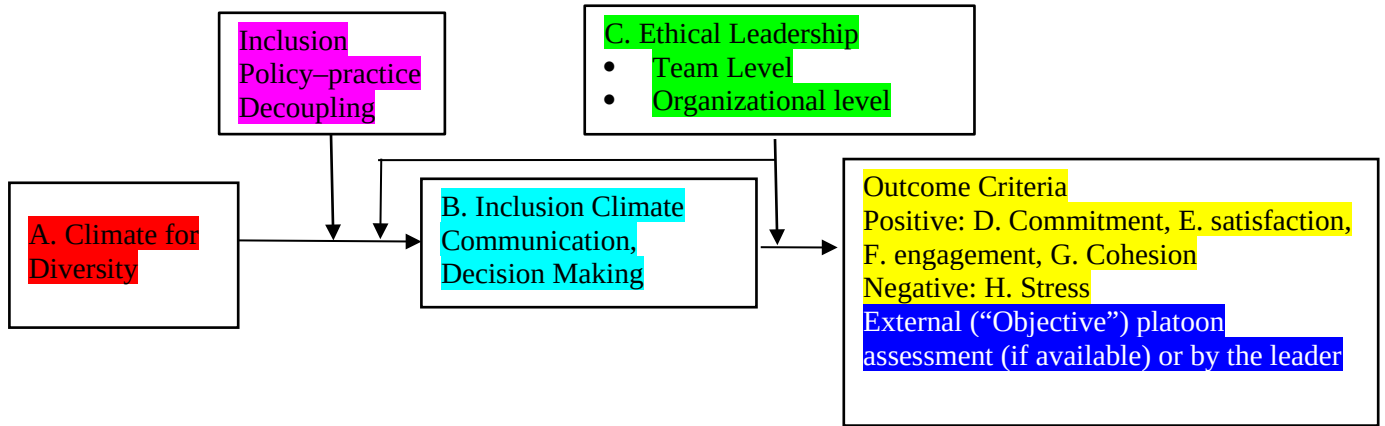 Inclusion
Policy–practice
Decoupling
C. Ethical Leadership
• Team Level
• Organizational level
A. Climate for
Diversity
B. Inclusion Climate
Communication,
Decision Making
Outcome Criteria
Positive: D. Commitment, E. satisfaction,
F. engagement, G. Cohesion
Negative: H. Stress
External (“Objective”) platoon
assessment (if available) or by the leader